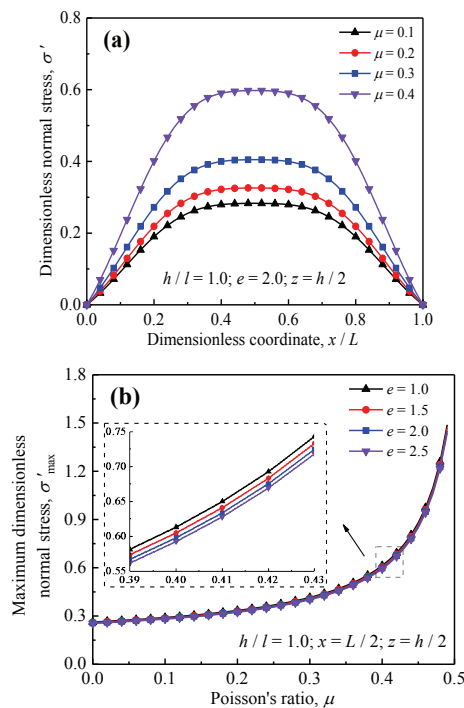 (a)
μ = 0.1
μ = 0.2
μ = 0.3
μ = 0.4
Dimensionless normal stress, σ′
0.8
0.6
0.4
0.2
0.0
h / l = 1.0; e = 2.0; z = h / 2
0.0 0.2 0.4 0.6 0.8 1.0
Dimensionless coordinate, x / L
(b)
e = 1.0
e = 1.5
e = 2.0
e = 2.5
Maximum dimensionless
normal stress, σ′max
1.8
1.5
1.2
0.9
0.6
0.3
0.0
0.75
0.70
0.65
0.60
0.55
0.39 0.40 0.41 0.42 0.43
h / l = 1.0; x = L / 2; z = h / 2
0.0 0.1 0.2 0.3 0.4 0.5
Poisson's ratio, μ